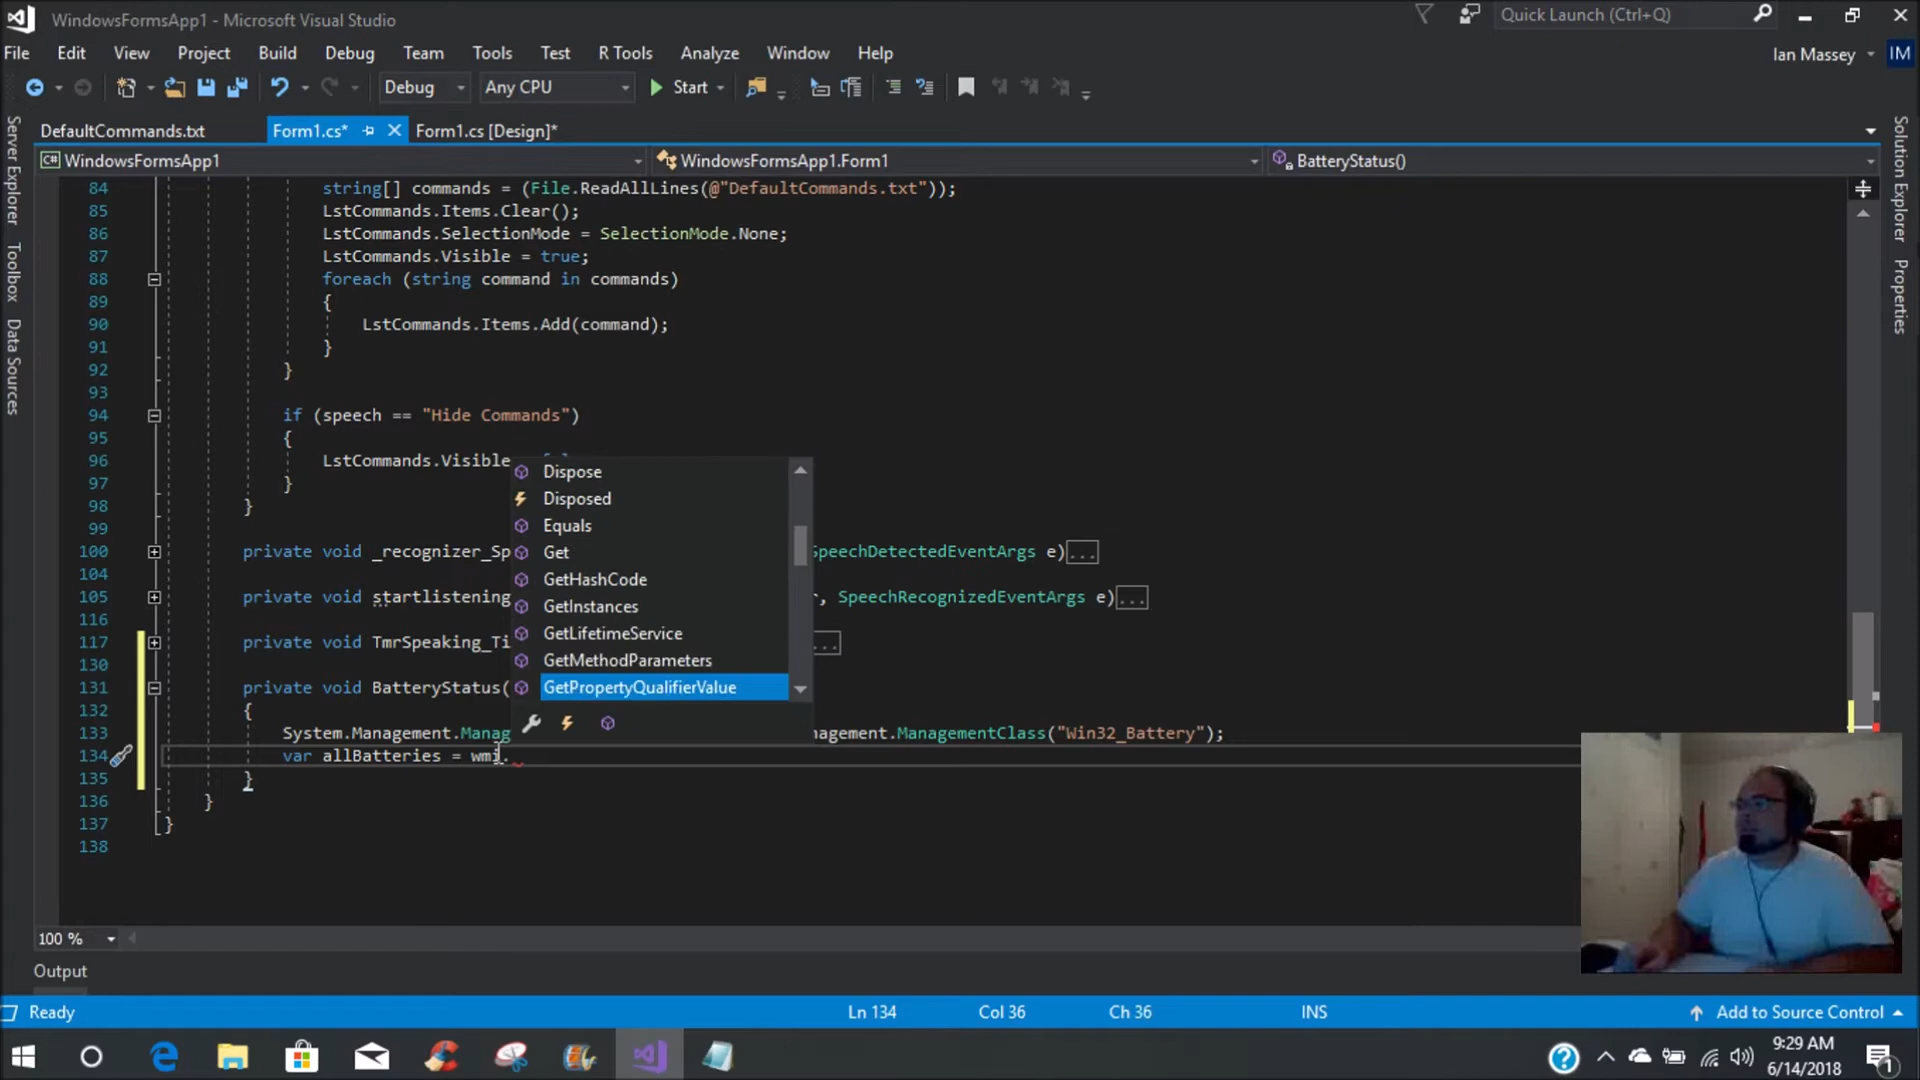 WindowsFormsApp1 - Microsoft Visual Studio
Quick Launch (Ctrl+Q)
File Edit View Project Build Debug Team Tools Test R Tools Analyze Window Help
Ian Massey IM
Debug Any CPU Start
DefaultCommands.txt Form1.cs* Form1.cs [Design]*
C# WindowsFormsApp1 WindowsFormsApp1.Form1 BatteryStatus()
Server Explorer
Toolbox
Data Sources
Solution Explorer
Properties
84 string[] commands = (File.ReadAllLines(@"DefaultCommands.txt"));
85 LstCommands.Items.Clear();
86 LstCommands.SelectionMode = SelectionMode.None;
87 LstCommands.Visible = true;
88 foreach (string command in commands)
89 {
90 LstCommands.Items.Add(command);
91 }
92 }
93
94 if (speech == "Hide Commands")
95 {
96 LstCommands.Visible
97 }
98 }
99
100 private void _recognizer_Sp SpeechDetectedEventArgs e)...
104
105 private void startlistening , SpeechRecognizedEventArgs e)...
116
117 private void TmrSpeaking_Ti ...
130
131 private void BatteryStatus(
132 {
133 System.Management.Manag nagement.ManagementClass("Win32_Battery");
134 var allBatteries = wmi.
135 }
136 }
137 }
138
Dispose
Disposed
Equals
Get
GetHashCode
GetInstances
GetLifetimeService
GetMethodParameters
GetPropertyQualifierValue
100 %
Output
Ready Ln 134 Col 36 Ch 36 INS Add to Source Control
9:29 AM
6/14/2018
1